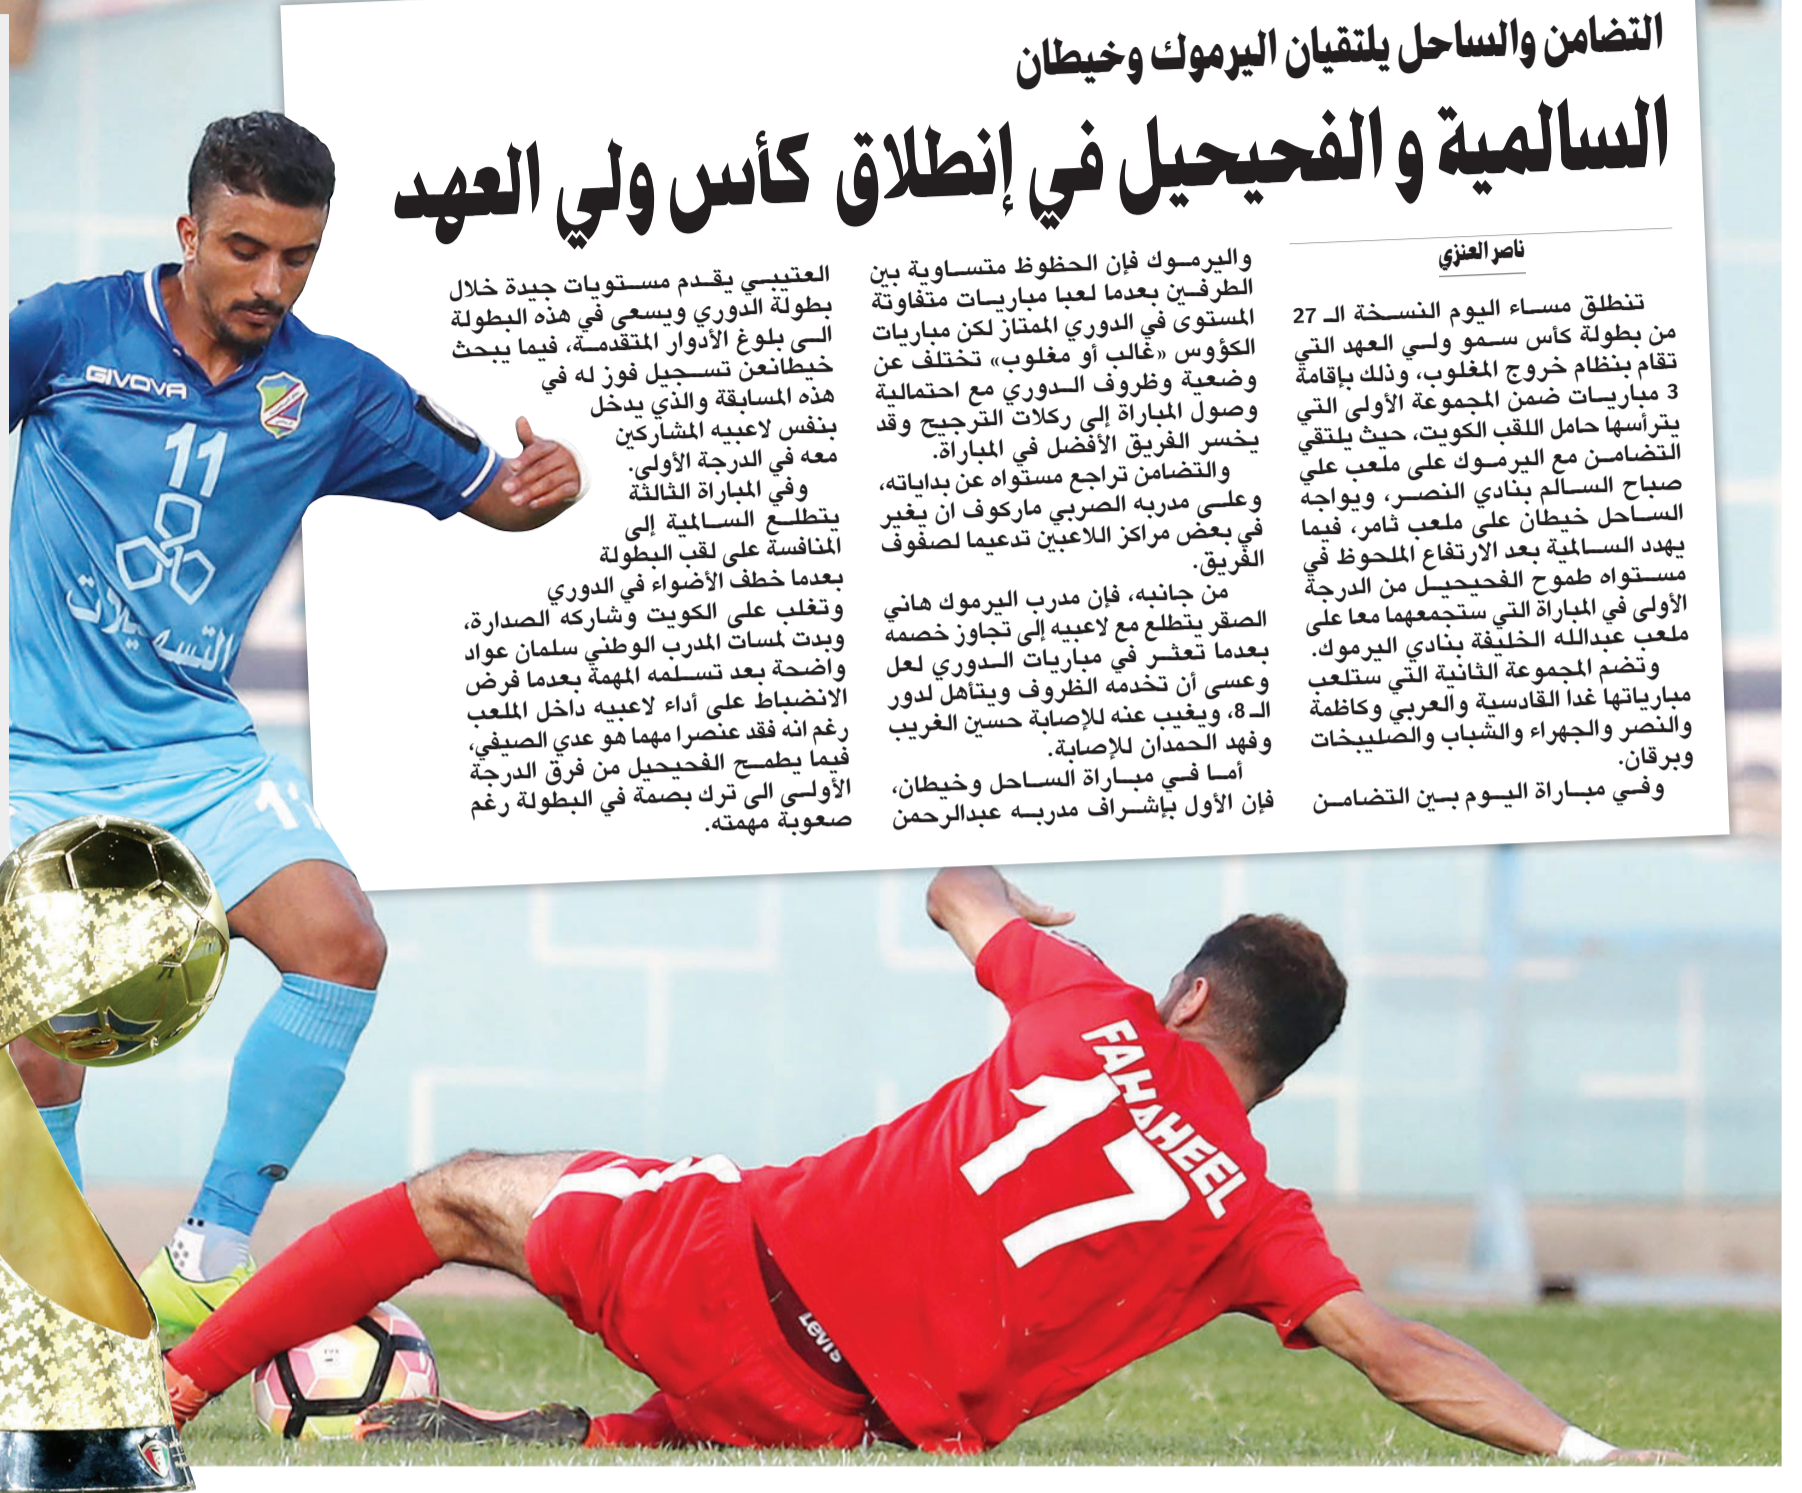 التضامن والساحل يلتقيان اليرموك وخيطان
السالمية و الفحيحيل في إنطلاق كأس ولي العهد
ناصر العنزي
تنطلق مساء اليوم النسخة الـ 27
من بطولة كأس سمو ولي العهد التي
تقام بنظام خروج المغلوب، وذلك بإقامة
3 مباريات ضمن المجموعة الأولى التي
يترأسها حامل اللقب الكويت، حيث يلتقي
التضامن مع اليرموك على ملعب علي
صباح السالم بنادي النصر، ويواجه
الساحل خيطان على ملعب ثامر، فيما
يهدد السالمية بعد الارتفاع الملحوظ في
مستواه طموح الفحيحيل من الدرجة
الأولى في المباراة التي ستجمعهما معا على
ملعب عبدالله الخليفة بنادي اليرموك.
وتضم المجموعة الثانية التي ستلعب
مبارياتها غدا القادسية والعربي وكاظمة
والنصر والجهراء والشباب والصليبخات
وبرقان.
وفي مباراة اليوم بين التضامن
واليرموك فإن الحظوظ متساوية بين
الطرفين بعدما لعبا مباريات متفاوتة
المستوى في الدوري الممتاز لكن مباريات
الكؤوس «غالب أو مغلوب» تختلف عن
وضعية وظروف الدوري مع احتمالية
وصول المباراة إلى ركلات الترجيح وقد
يخسر الفريق الأفضل في المباراة.
والتضامن تراجع مستواه عن بداياته،
وعلى مدربه الصربي ماركوف ان يغير
في بعض مراكز اللاعبين تدعيما لصفوف
الفريق.
من جانبه، فإن مدرب اليرموك هاني
الصقر يتطلع مع لاعبيه إلى تجاوز خصمه
بعدما تعثر في مباريات الدوري لعل
وعسى أن تخدمه الظروف ويتأهل لدور
الـ 8، ويغيب عنه للإصابة حسين الغريب
وفهد الحمدان للإصابة.
أما في مباراة الساحل وخيطان،
فإن الأول بإشراف مدربه عبدالرحمن
العتيبي يقدم مستويات جيدة خلال
بطولة الدوري ويسعى في هذه البطولة
الى بلوغ الأدوار المتقدمة، فيما يبحث
خيطانعن تسجيل فوز له في
هذه المسابقة والذي يدخل
بنفس لاعبيه المشاركين
معه في الدرجة الأولى.
وفي المباراة الثالثة
يتطلع السالمية إلى
المنافسة على لقب البطولة
بعدما خطف الأضواء في الدوري
وتغلب على الكويت وشاركه الصدارة،
وبدت لمسات المدرب الوطني سلمان عواد
واضحة بعد تسلمه المهمة بعدما فرض
الانضباط على أداء لاعبيه داخل الملعب
رغم انه فقد عنصرا مهما هو عدي الصيفي،
فيما يطمح الفحيحيل من فرق الدرجة
الأولى الى ترك بصمة في البطولة رغم
صعوبة مهمته.
GIVOVA
11
التسهيلات
11
FAHAHEEL
17
LEVI'S